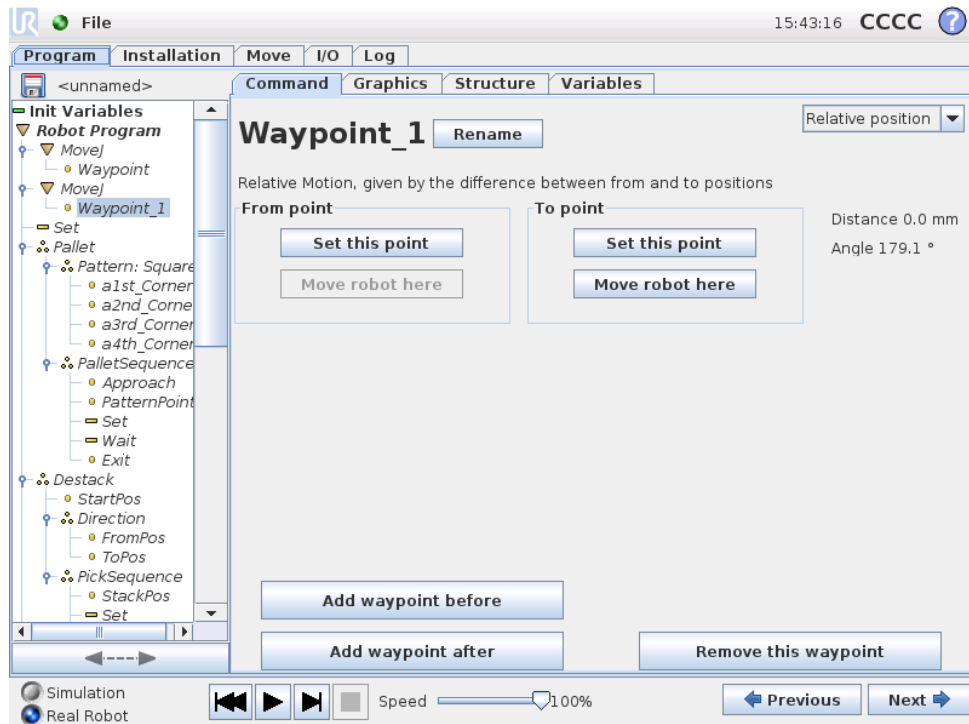 UR File 15:43:16 CCCC ?
Program Installation Move I/O Log
<unnamed>
Command Graphics Structure Variables
Init Variables
Robot Program
MoveJ
Waypoint
MoveJ
Waypoint_1
Set
Pallet
Pattern: Square
a1st_Corner
a2nd_Corne
a3rd_Corner
a4th_Corner
PalletSequence
Approach
PatternPoint
Set
Wait
Exit
Destack
StartPos
Direction
FromPos
ToPos
PickSequence
StackPos
Set
Waypoint_1 Rename Relative position
Relative Motion, given by the difference between from and to positions
From point To point
Set this point Set this point Distance 0.0 mm
Angle 179.1 °
Move robot here Move robot here
Add waypoint before
Add waypoint after Remove this waypoint
Simulation
Real Robot
Speed 100% Previous Next